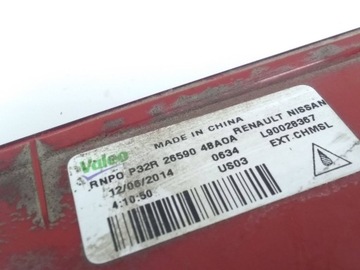 Valeo
MADE IN CHINA
RENAULT NISSAN
RNPO P32R 26590 48A0A
L90028367
12/06/2014
0634
EXT.CHMSL
4:10:50
US03